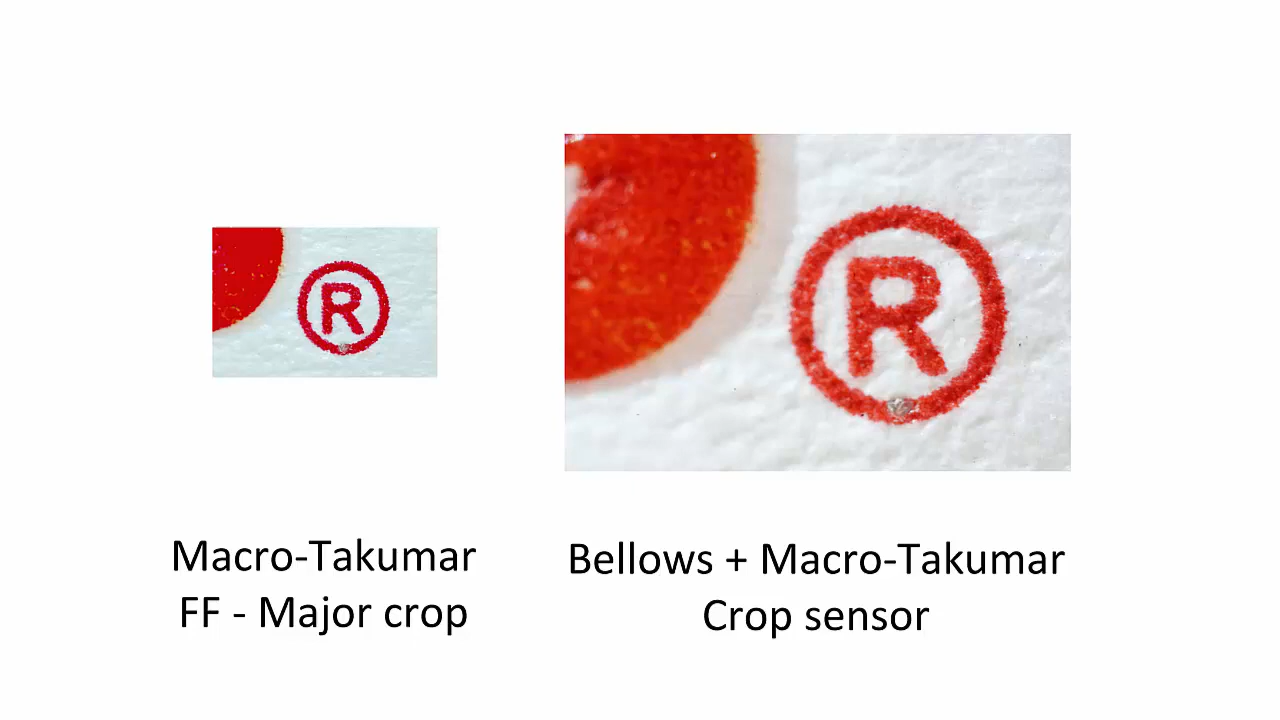 ®
®
Macro-Takumar
FF - Major crop
Bellows + Macro-Takumar
Crop sensor